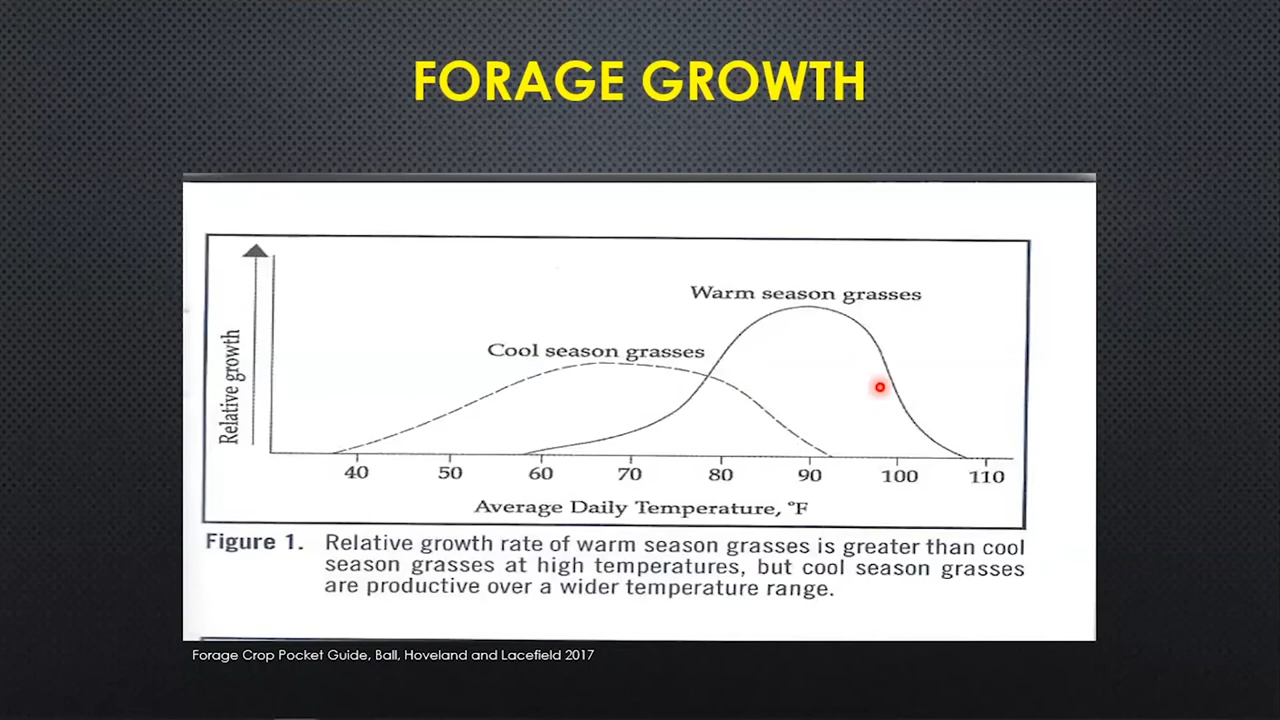 FORAGE GROWTH
Warm season grasses
Cool season grasses
Relative growth
40 50 60 70 80 90 100 110
Average Daily Temperature, °F
Figure 1. Relative growth rate of warm season grasses is greater than cool
season grasses at high temperatures, but cool season grasses
are productive over a wider temperature range.
Forage Crop Pocket Guide, Ball, Hoveland and Lacefield 2017